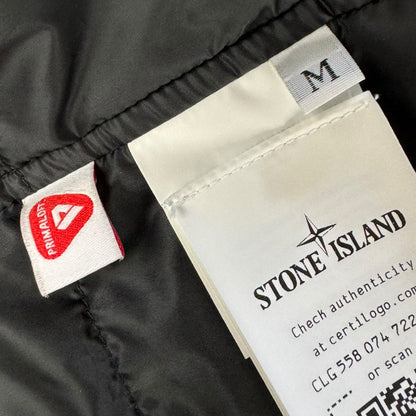 M
PRIMALOFT
STONE ISLAND
Check authenticity
at certilogo.com
CLG 558 074 722
or scan